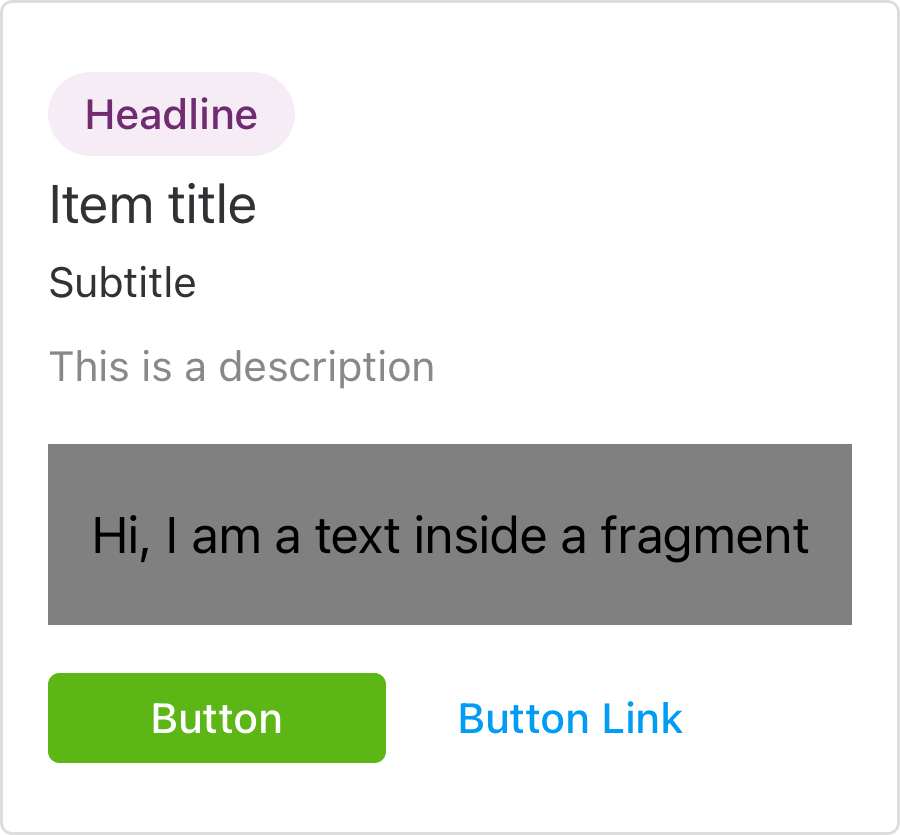 Headline
Item title
Subtitle
This is a description
Hi, I am a text inside a fragment
Button
Button Link